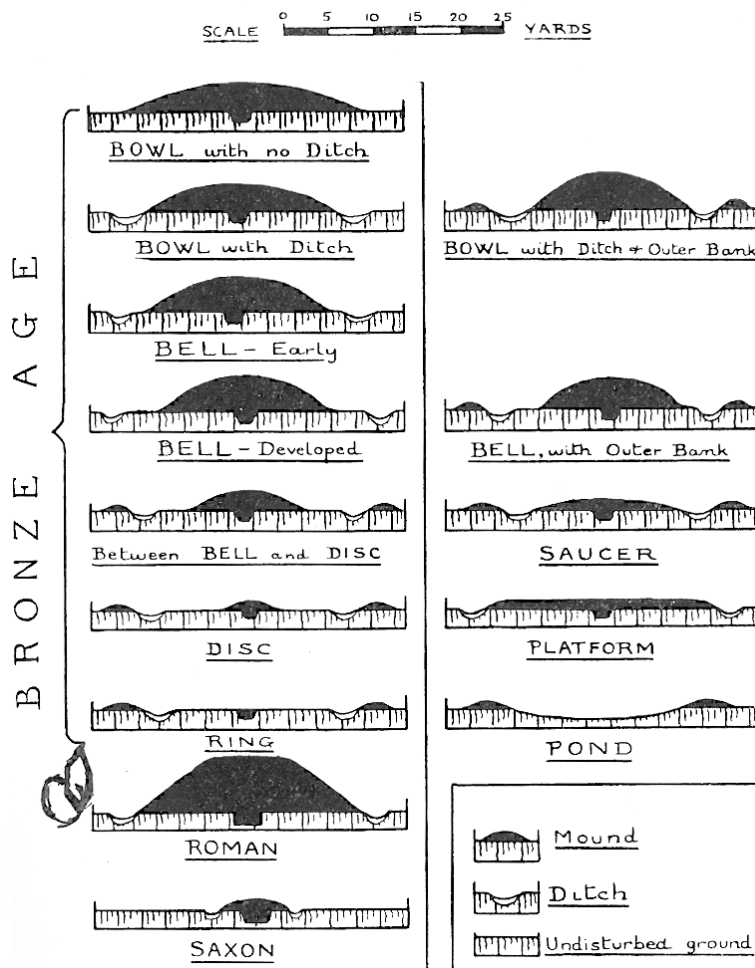 0 5 10 15 20 25
SCALE YARDS
BRONZE AGE
BOWL with no Ditch
BOWL with Ditch
BELL - Early
BELL - Developed
Between BELL and DISC
DISC
RING
ROMAN
SAXON
BOWL with Ditch & Outer Bank
BELL, with Outer Bank
SAUCER
PLATFORM
POND
Mound
Ditch
Undisturbed ground